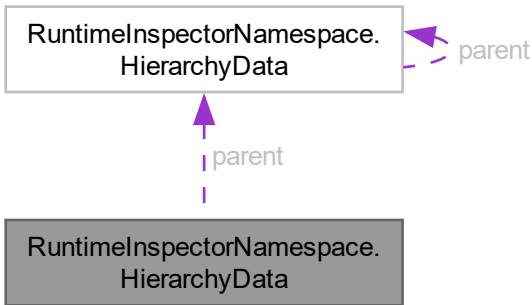 RuntimeInspectorNamespace.
HierarchyData
parent
parent
RuntimeInspectorNamespace.
HierarchyData